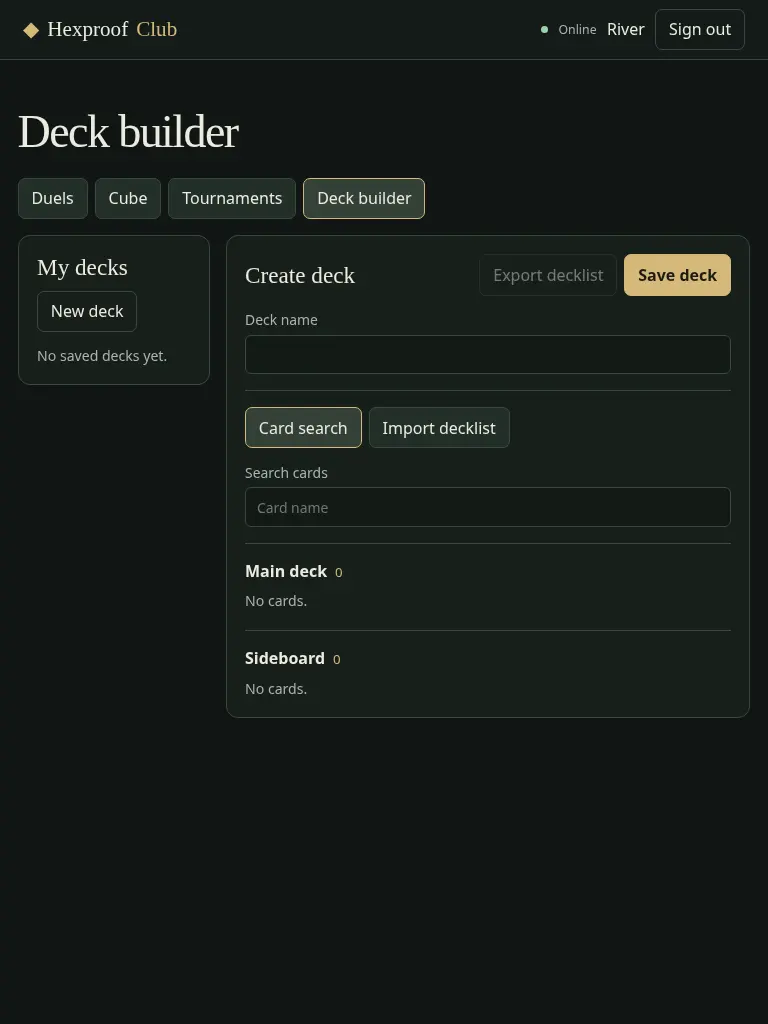 Hexproof Club
Online River Sign out
Deck builder
Duels Cube Tournaments Deck builder
My decks
New deck
No saved decks yet.
Create deck Export decklist Save deck
Deck name
Card search Import decklist
Search cards
Card name
Main deck 0
No cards.
Sideboard 0
No cards.